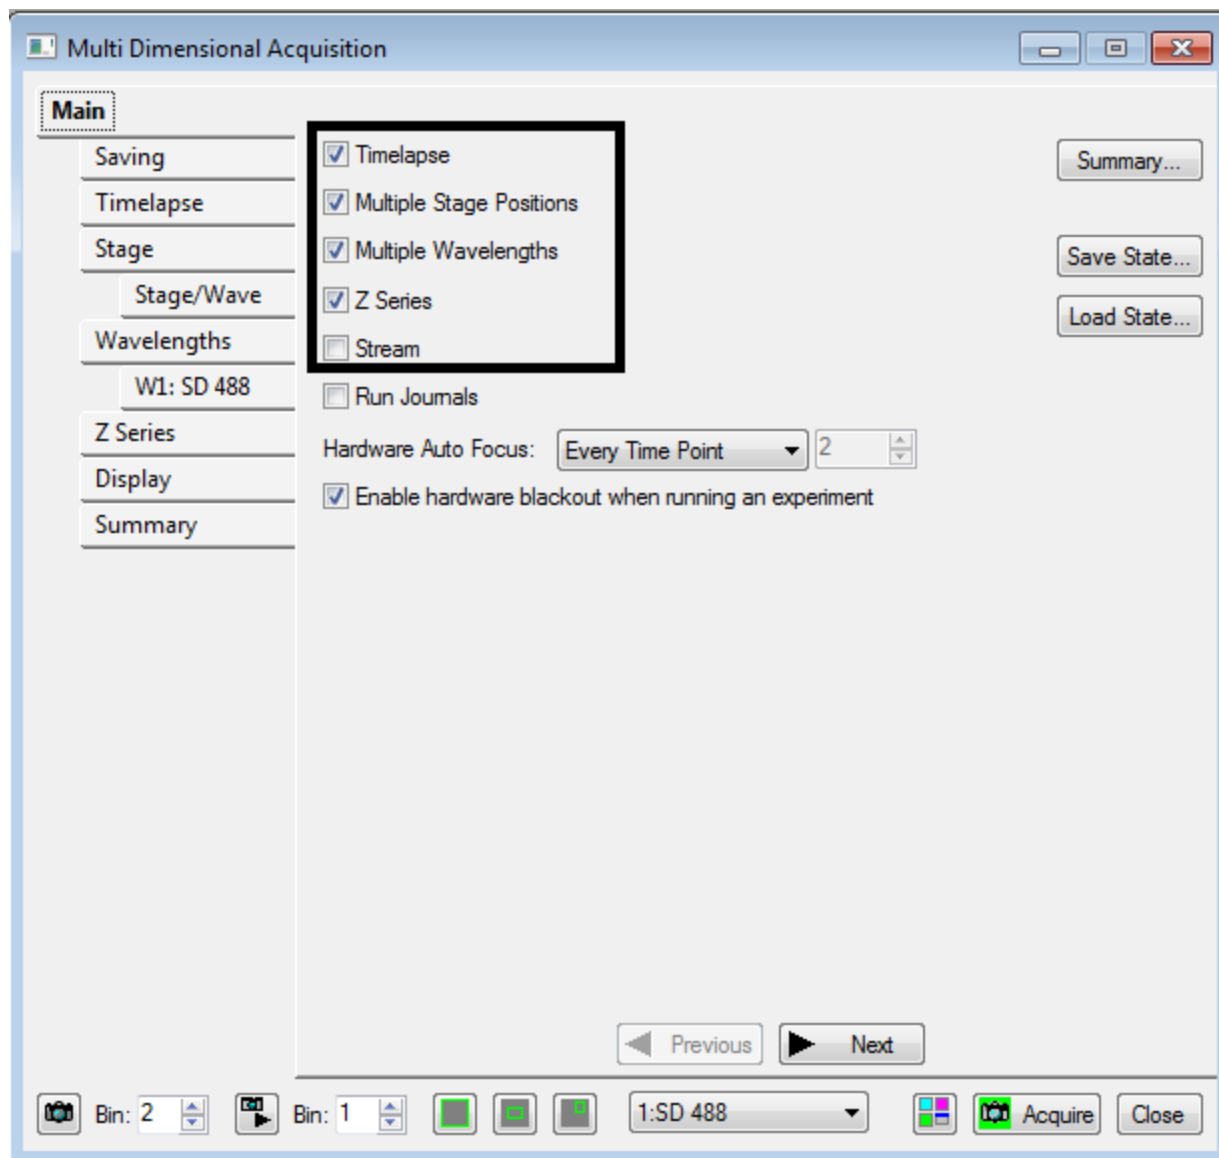 Multi Dimensional Acquisition
Main
Saving
Timelapse
Stage
Stage/Wave
Wavelengths
W1: SD 488
Z Series
Display
Summary
Timelapse
Multiple Stage Positions
Multiple Wavelengths
Z Series
Stream
Run Journals
Hardware Auto Focus: Every Time Point 2
Enable hardware blackout when running an experiment
Summary...
Save State...
Load State...
Previous Next
Bin: 2 Bin: 1 1:SD 488 Acquire Close